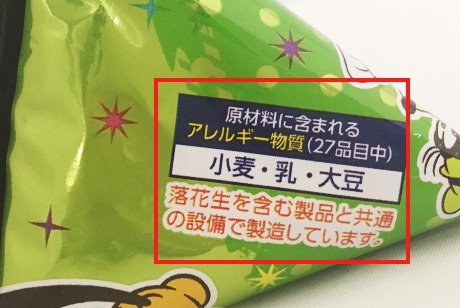 原材料に含まれる
アレルギー物質(27品目中)
小麦・乳・大豆
落花生を含む製品と共通
の設備で製造しています。